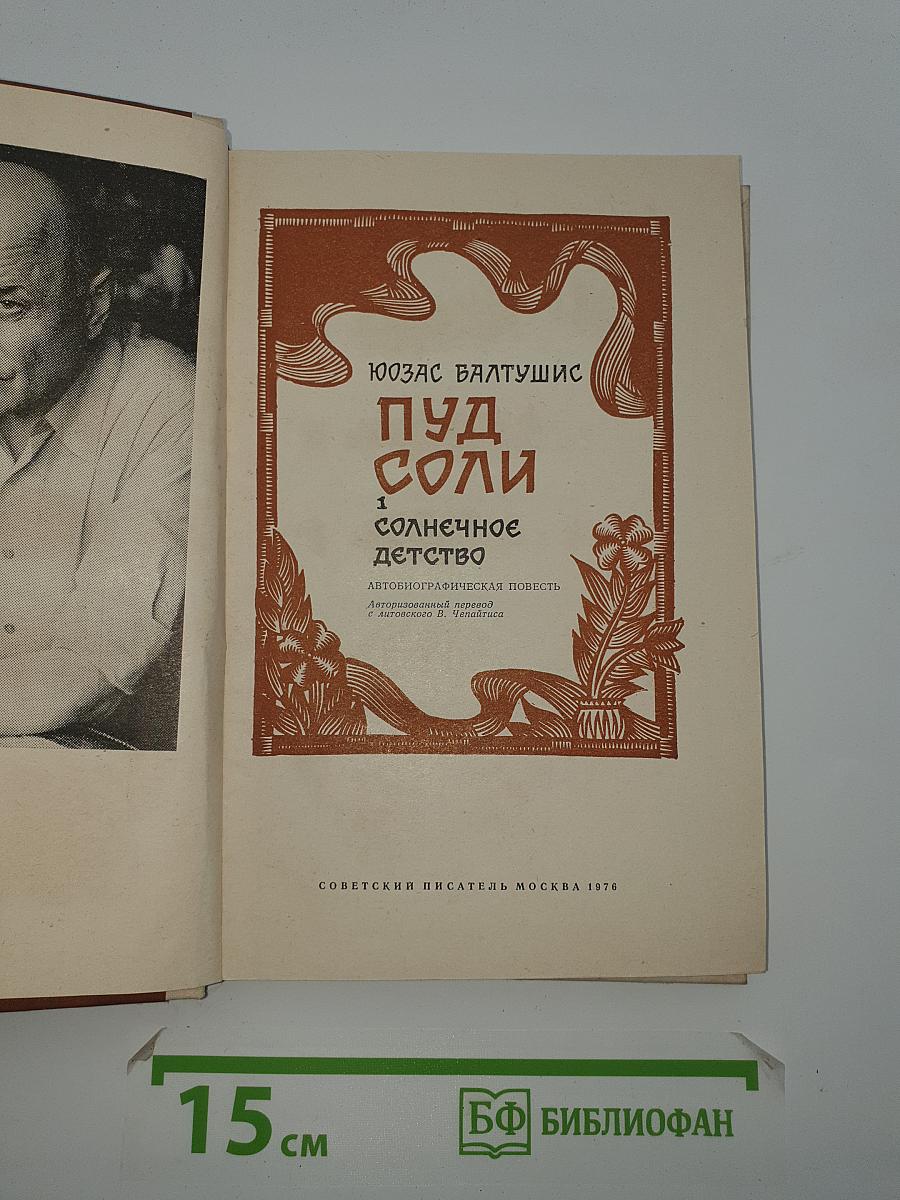 ЮОЗАС БАЛТУШИС
ПУД
СОЛИ
1
СОЛНЕЧНОЕ
ДЕТСТВО
АВТОБИОГРАФИЧЕСКАЯ ПОВЕСТЬ
Авторизованный перевод
с литовского В. Чепайтиса
СОВЕТСКИЙ ПИСАТЕЛЬ МОСКВА 1976
15 см
БФ БИБЛИОФАН